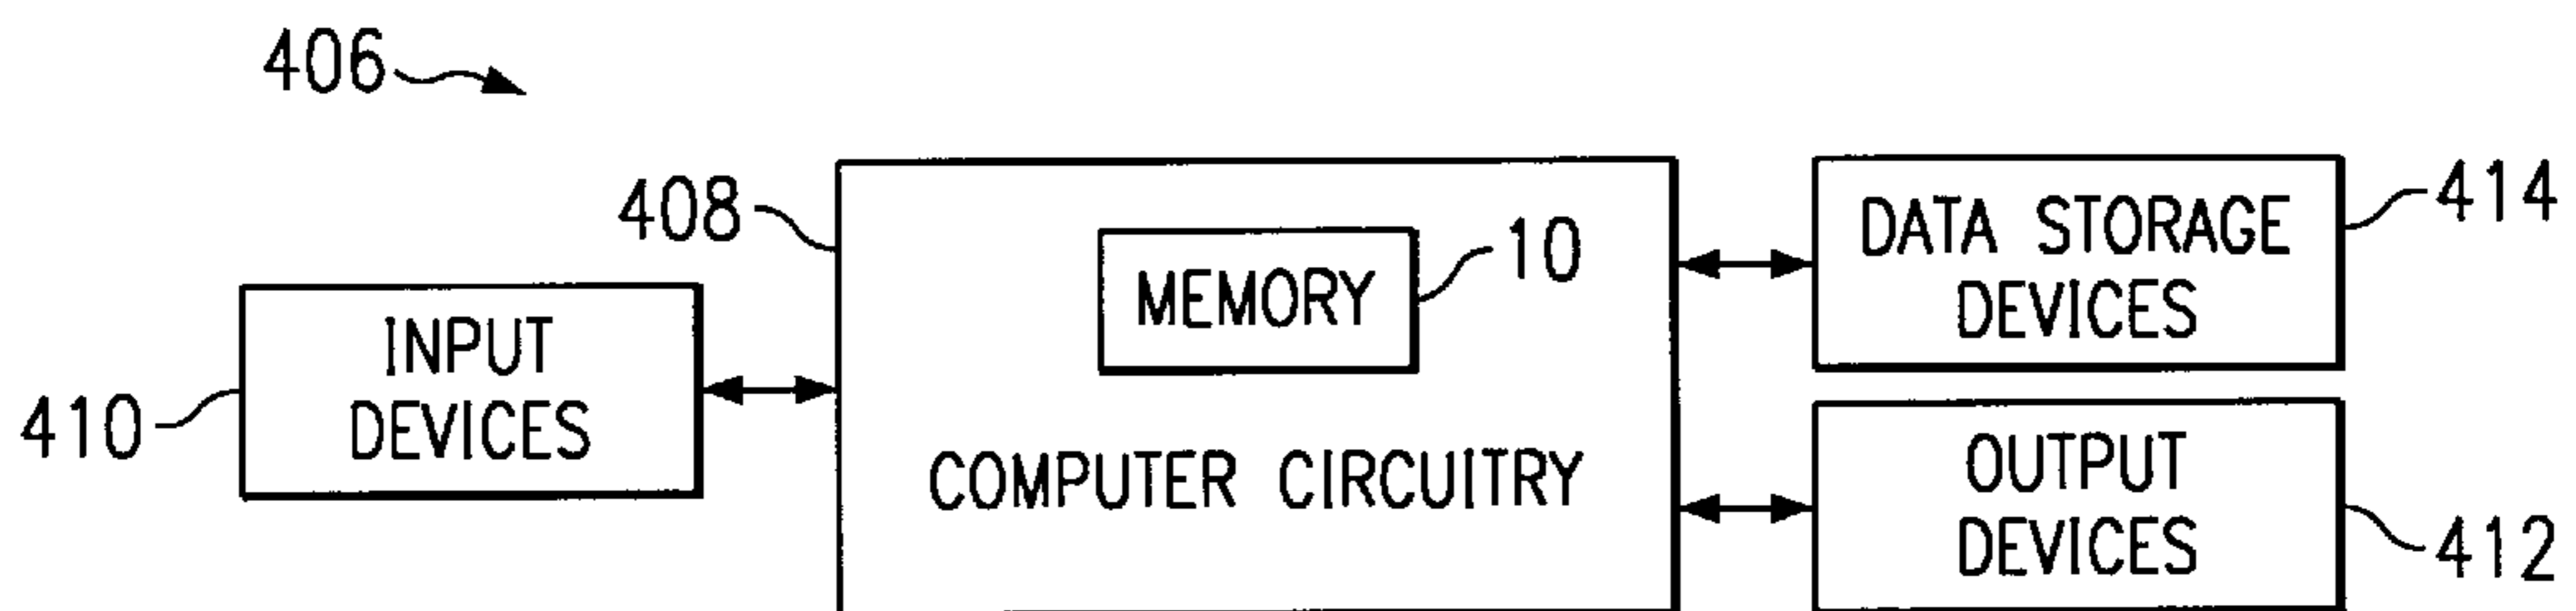 406
408
10
414
410
INPUT
DEVICES
MEMORY
COMPUTER CIRCUITRY
DATA STORAGE
DEVICES
OUTPUT
DEVICES
412